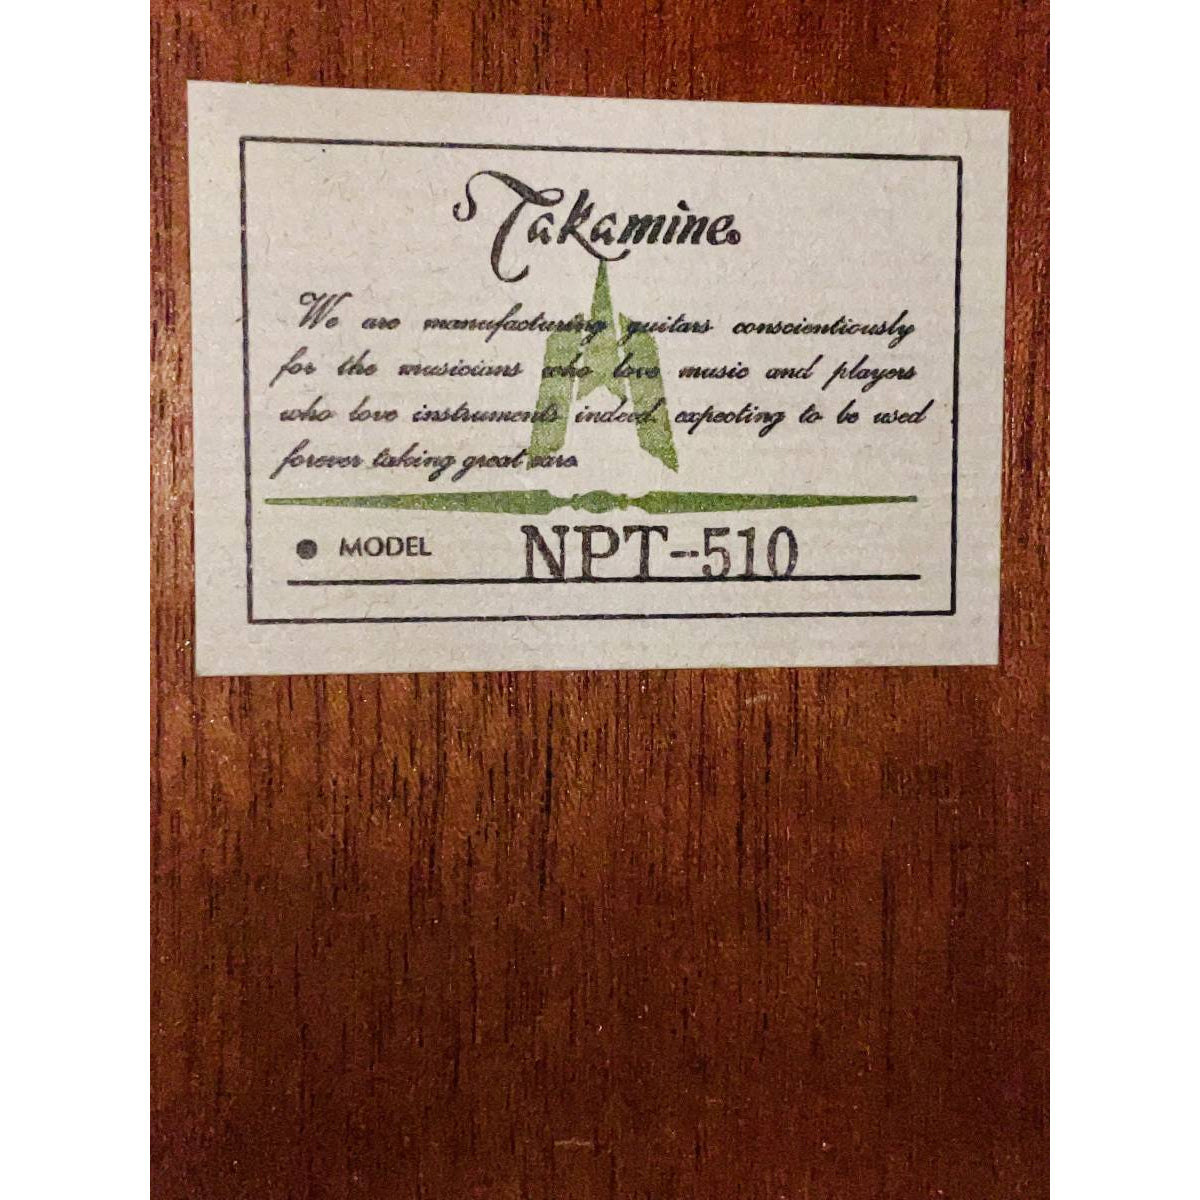 Takamine®
We are manufacturing guitars conscientiously
for the musicians who love music and players
who love instruments indeed. expecting to be used
forever taking great care.
● MODEL NPT-510